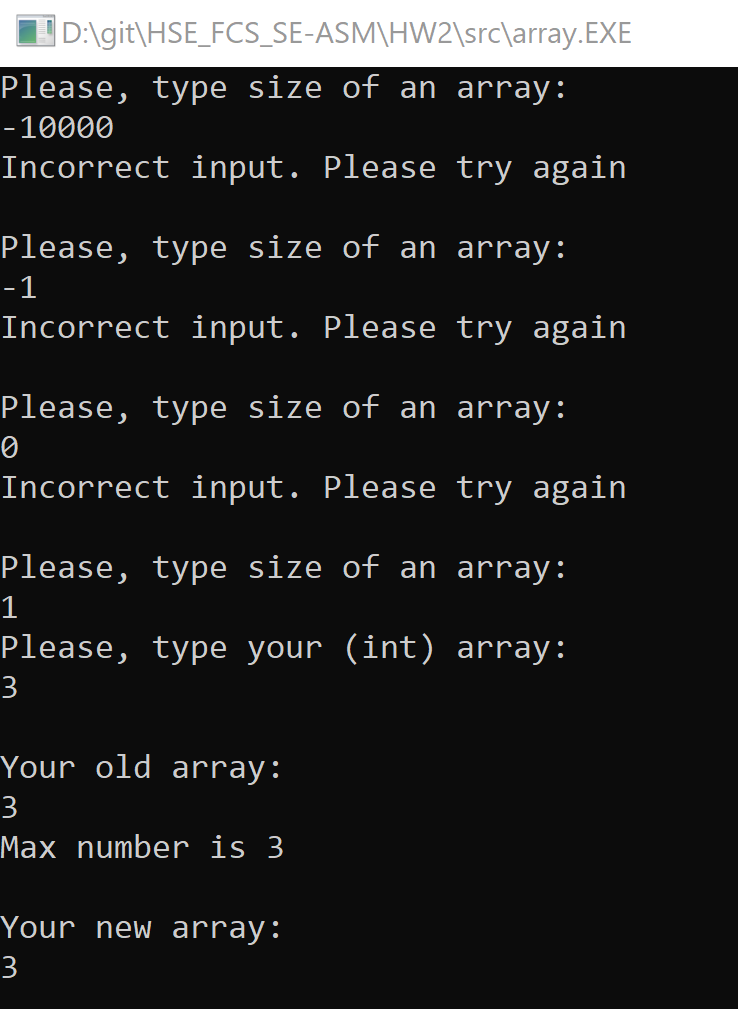 D:\git\HSE_FCS_SE-ASM\HW2\src\array.EXE
Please, type size of an array:
-10000
Incorrect input. Please try again
Please, type size of an array:
-1
Incorrect input. Please try again
Please, type size of an array:
0
Incorrect input. Please try again
Please, type size of an array:
1
Please, type your (int) array:
3
Your old array:
3
Max number is 3
Your new array:
3